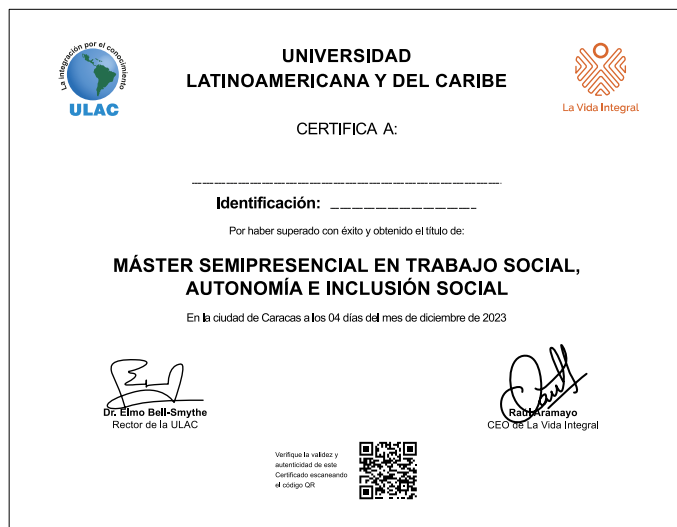 La integración por el conocimiento
ULAC
UNIVERSIDAD
LATINOAMERICANA Y DEL CARIBE
La Vida Integral
CERTIFICA A:
Identificación:
Por haber superado con éxito y obtenido el título de:
MÁSTER SEMIPRESENCIAL EN TRABAJO SOCIAL,
AUTONOMÍA E INCLUSIÓN SOCIAL
En la ciudad de Caracas a los 04 días del mes de diciembre de 2023
Dr. Elmo Bell-Smythe
Rector de la ULAC
Raúl Aramayo
CEO de La Vida Integral
Verifique la validez y
autenticidad de este
Certificado escaneando
el código QR